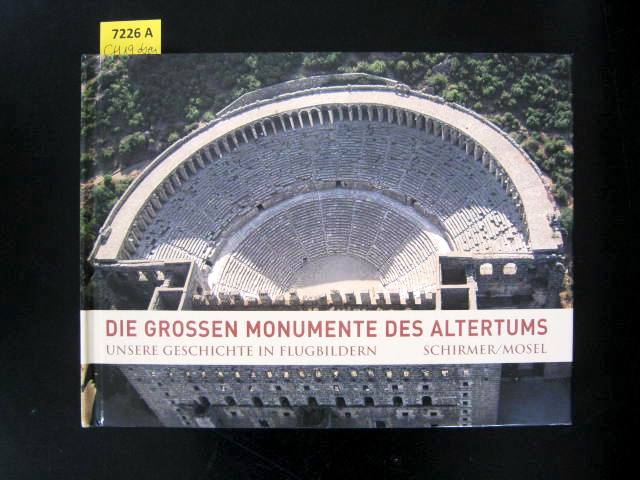 7226 A
DIE GROSSEN MONUMENTE DES ALTERTUMS
UNSERE GESCHICHTE IN FLUGBILDERN SCHIRMER/MOSEL